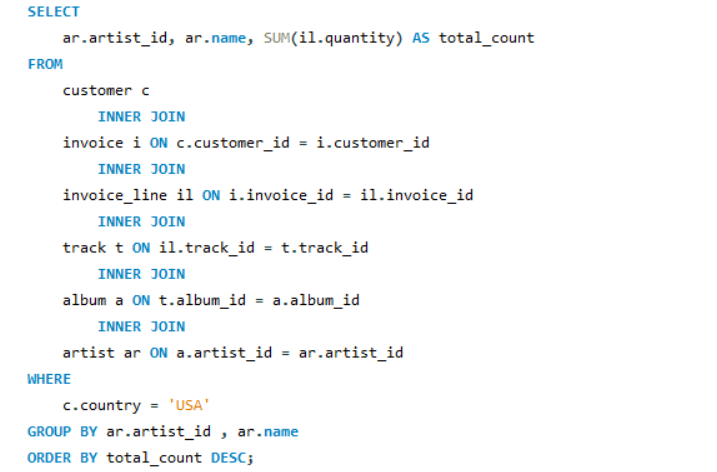 SELECT
ar.artist_id, ar.name, SUM(il.quantity) AS total_count
FROM
customer c
INNER JOIN
invoice i ON c.customer_id = i.customer_id
INNER JOIN
invoice_line il ON i.invoice_id = il.invoice_id
INNER JOIN
track t ON il.track_id = t.track_id
INNER JOIN
album a ON t.album_id = a.album_id
INNER JOIN
artist ar ON a.artist_id = ar.artist_id
WHERE
c.country = 'USA'
GROUP BY ar.artist_id , ar.name
ORDER BY total_count DESC;